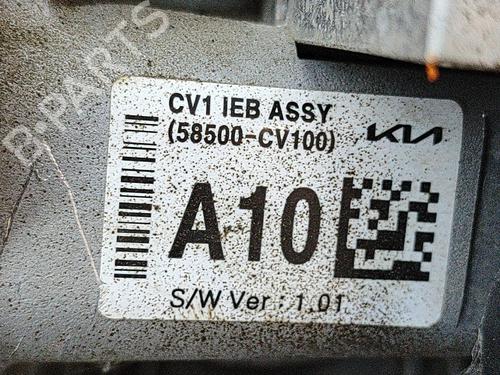 B-PARTS
CV1 IEB ASSY
(58500-CV100)
KIA
A10
S/W Ver : 1.01